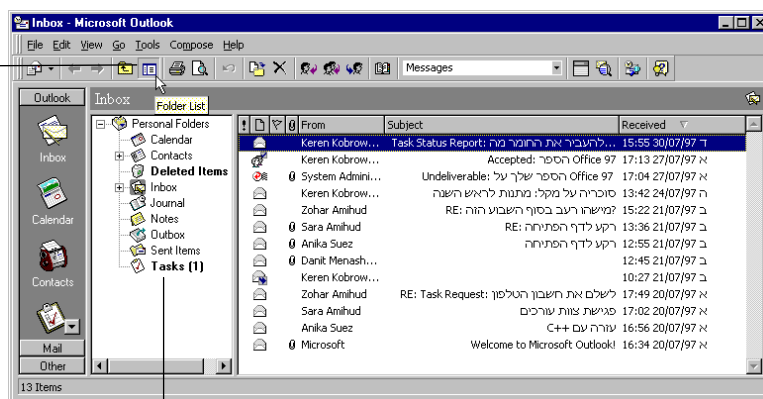 Inbox - Microsoft Outlook
File Edit View Go Tools Compose Help
Messages
Outlook
Inbox
Folder List
Inbox
Calendar
Contacts
Mail
Other
Personal Folders
Calendar
Contacts
Deleted Items
Inbox
Journal
Notes
Outbox
Sent Items
Tasks (1)
! From Subject Received
Keren Kobrow... Task Status Report: להעביר את החומר מה... 15:55 30/07/97 ד
Keren Kobrow... Accepted: הספר Office 97 17:13 27/07/97 א
System Admini... Undeliverable: הספר שלך על Office 97 17:04 27/07/97 א
Keren Kobrow... סוכריה על מקל: מתנות לראש השנה 13:42 24/07/97 ה
Zohar Amihud RE: מישהו רעב בסוף השבוע הזה? 15:22 21/07/97 ב
Sara Amihud RE: רקע לדף הפתיחה 13:36 21/07/97 ב
Anika Suez רקע לדף הפתיחה 12:55 21/07/97 ב
Danit Menash... 12:45 21/07/97 ב
Keren Kobrow... 10:27 21/07/97 ב
Zohar Amihud RE: Task Request: לשלם את חשבון הטלפון 17:49 20/07/97 א
Sara Amihud פגישת צוות עורכים 17:02 20/07/97 א
Anika Suez עזרה עם C++ 16:56 20/07/97 א
Microsoft Welcome to Microsoft Outlook! 16:34 20/07/97 א
13 Items